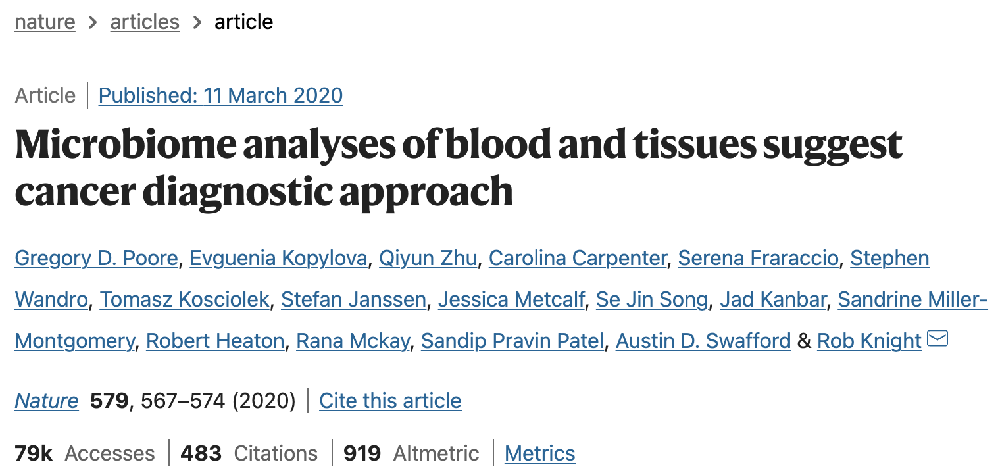 nature > articles > article
Article | Published: 11 March 2020
Microbiome analyses of blood and tissues suggest
cancer diagnostic approach
Gregory D. Poore, Evguenia Kopylova, Qiyun Zhu, Carolina Carpenter, Serena Fraraccio, Stephen
Wandro, Tomasz Kosciolek, Stefan Janssen, Jessica Metcalf, Se Jin Song, Jad Kanbar, Sandrine Miller-
Montgomery, Robert Heaton, Rana Mckay, Sandip Pravin Patel, Austin D. Swafford & Rob Knight
Nature 579, 567–574 (2020) | Cite this article
79k Accesses | 483 Citations | 919 Altmetric | Metrics